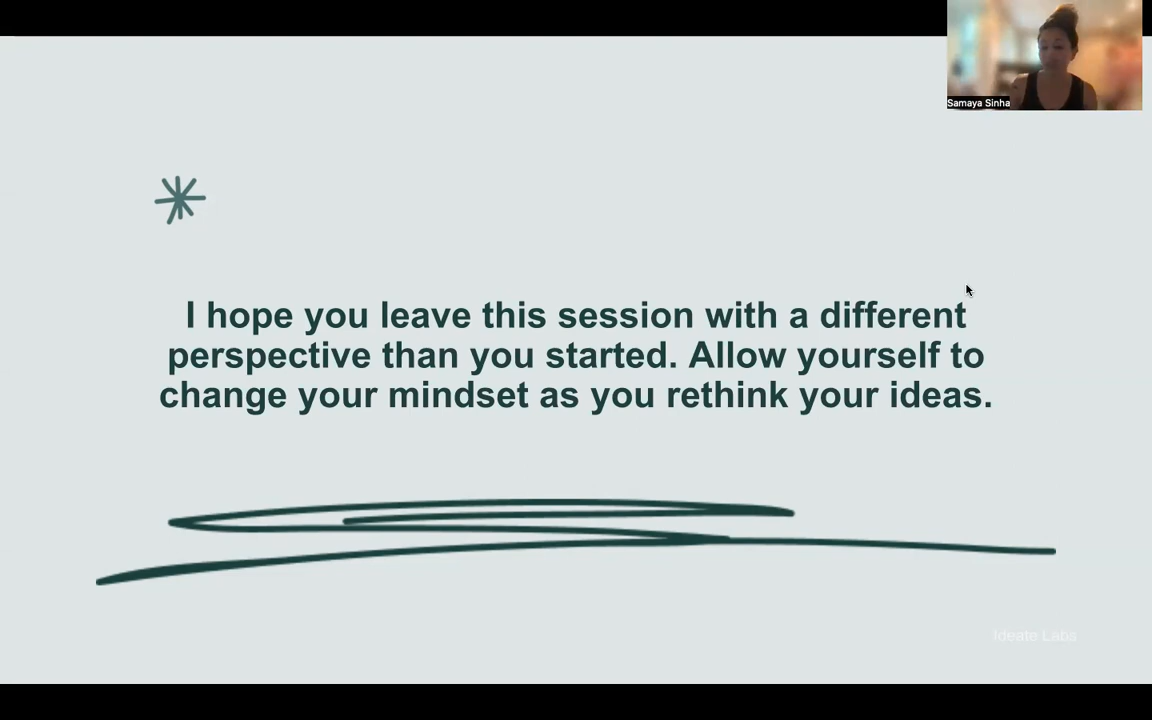 Samaya Sinha
I hope you leave this session with a different
perspective than you started. Allow yourself to
change your mindset as you rethink your ideas.
Ideate Labs